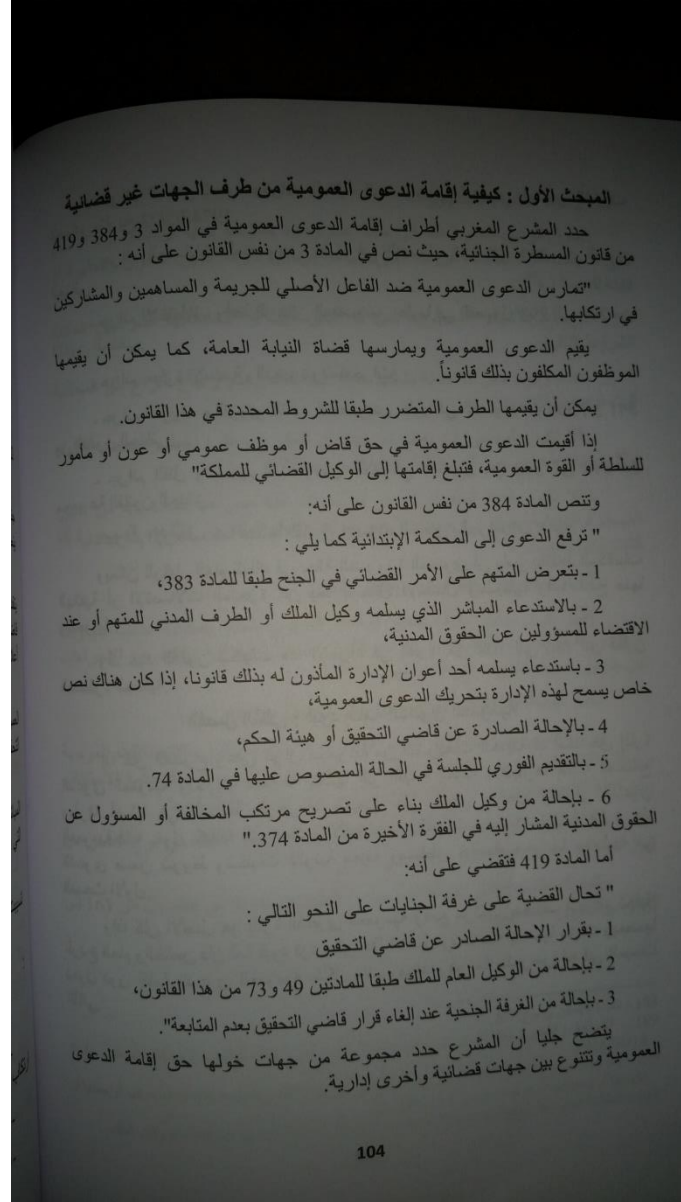 المبحث الأول : كيفية إقامة الدعوى العمومية من طرف الجهات غير قضائية
حدد المشرع المغربي أطراف إقامة الدعوى العمومية في المواد 3 و384 و419
من قانون المسطرة الجنائية، حيث نص في المادة 3 من نفس القانون على أنه :
"تمارس الدعوى العمومية ضد الفاعل الأصلي للجريمة والمساهمين والمشاركين
في ارتكابها.
يقيم الدعوى العمومية ويمارسها قضاة النيابة العامة، كما يمكن أن يقيمها
الموظفون المكلفون بذلك قانوناً.
يمكن أن يقيمها الطرف المتضرر طبقا للشروط المحددة في هذا القانون.
إذا أقيمت الدعوى العمومية في حق قاض أو موظف عمومي أو عون أو مأمور
للسلطة أو القوة العمومية، فتبلغ إقامتها إلى الوكيل القضائي للمملكة"
وتنص المادة 384 من نفس القانون على أنه:
" ترفع الدعوى إلى المحكمة الإبتدائية كما يلي :
1 - بتعرض المتهم على الأمر القضائي في الجنح طبقا للمادة 383،
2 - بالاستدعاء المباشر الذي يسلمه وكيل الملك أو الطرف المدني للمتهم أو عند
الاقتضاء للمسؤولين عن الحقوق المدنية،
3 - باستدعاء يسلمه أحد أعوان الإدارة المأذون له بذلك قانونا، إذا كان هناك نص
خاص يسمح لهذه الإدارة بتحريك الدعوى العمومية،
4 - بالإحالة الصادرة عن قاضي التحقيق أو هيئة الحكم،
5 - بالتقديم الفوري للجلسة في الحالة المنصوص عليها في المادة 74.
6 - بإحالة من وكيل الملك بناء على تصريح مرتكب المخالفة أو المسؤول عن
الحقوق المدنية المشار إليه في الفقرة الأخيرة من المادة 374."
أما المادة 419 فتقضي على أنه:
" تحال القضية على غرفة الجنايات على النحو التالي :
1 - بقرار الإحالة الصادر عن قاضي التحقيق
2 - بإحالة من الوكيل العام للملك طبقا للمادتين 49 و73 من هذا القانون،
3 - بإحالة من الغرفة الجنحية عند إلغاء قرار قاضي التحقيق بعدم المتابعة".
يتضح جليا أن المشرع حدد مجموعة من جهات خولها حق إقامة الدعوى
العمومية وتتنوع بين جهات قضائية وأخرى إدارية.
104